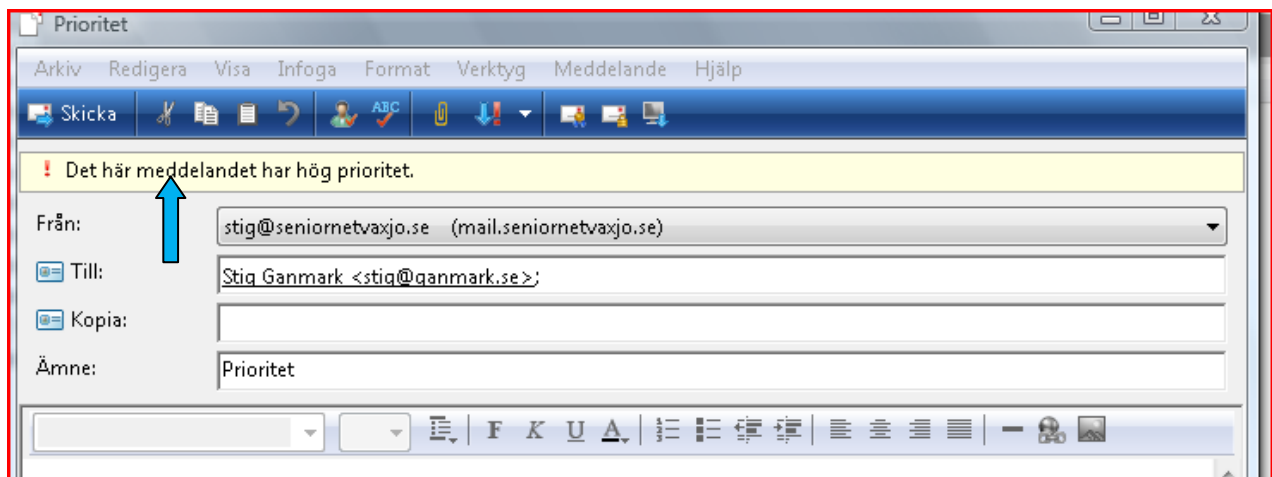 Prioritet
Arkiv Redigera Visa Infoga Format Verktyg Meddelande Hjälp
Skicka ABC
! Det här meddelandet har hög prioritet.
Från: stig@seniornetvaxjo.se (mail.seniornetvaxjo.se)
Till: Stig Ganmark <stig@ganmark.se>;
Kopia:
Ämne: Prioritet
F K U A